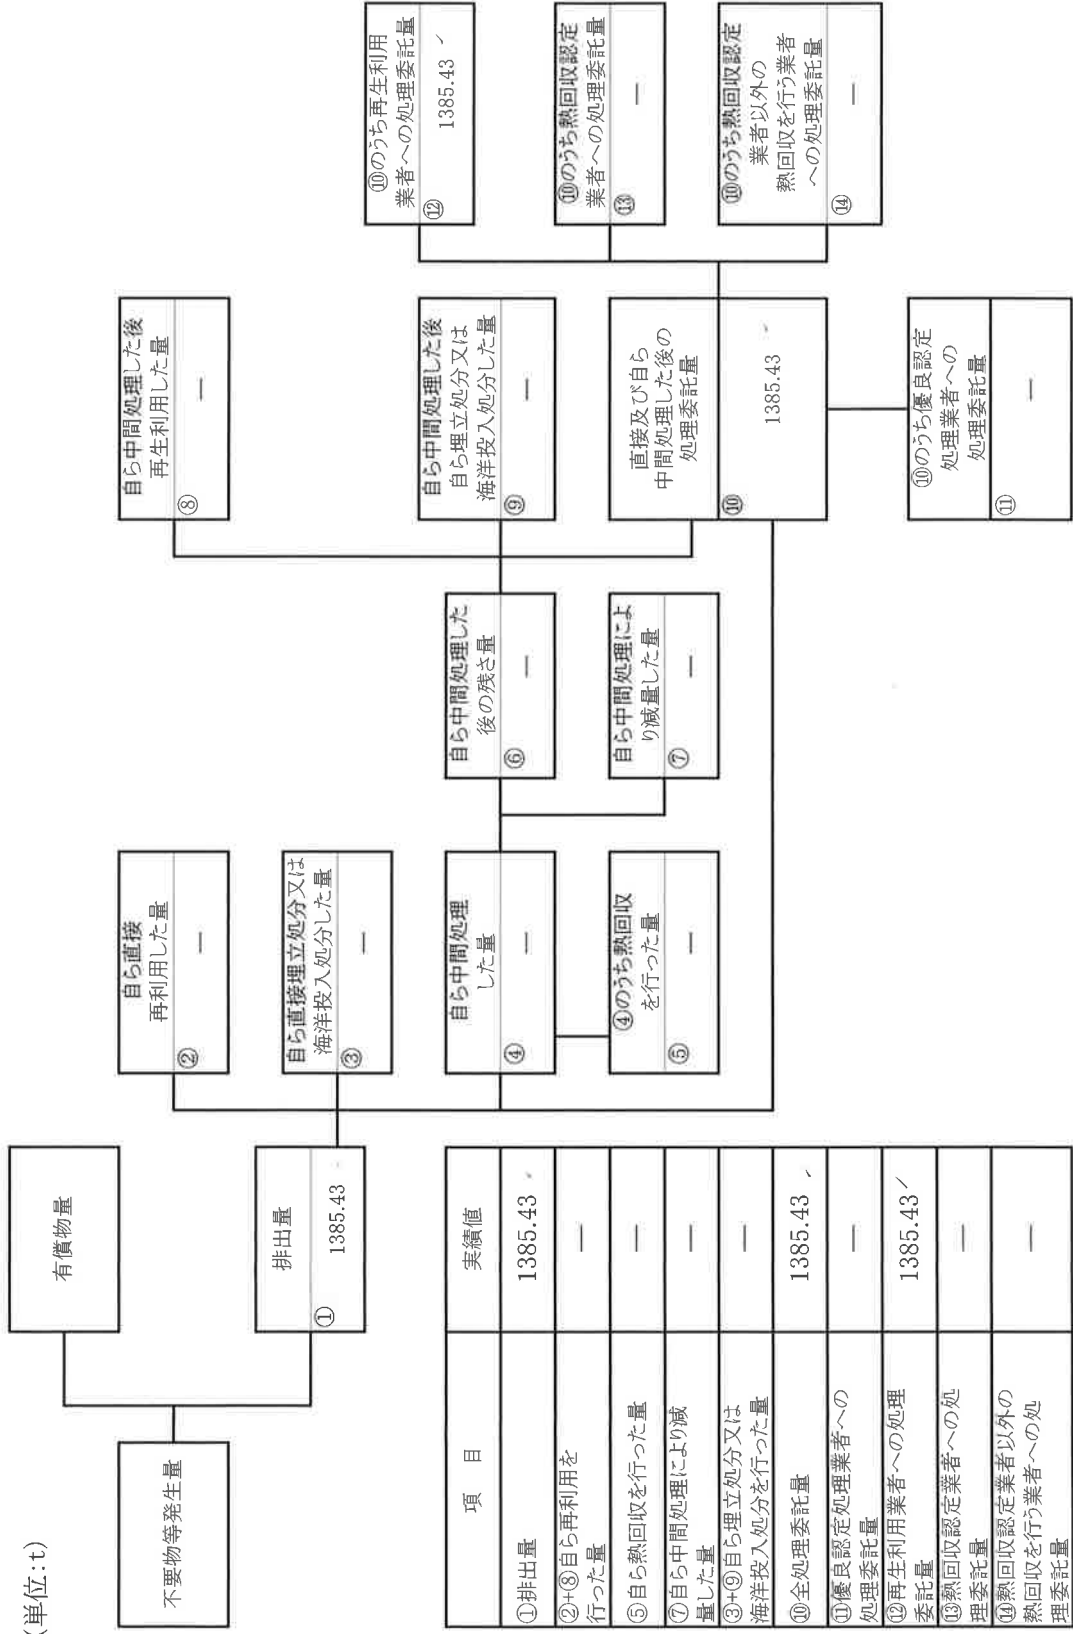 (単位:t)
不要物等発生量
有償物量
排出量
①
1385.43
自ら直接
再利用した量
②
―
自ら直接埋立処分又は
海洋投入処分した量
③
―
自ら中間処理
した量
④
―
④のうち熱回収
を行った量
⑤
―
自ら中間処理した
後の残さ量
⑥
―
自ら中間処理によ
り減量した量
⑦
―
自ら中間処理した後
再生利用した量
⑧
―
自ら中間処理した後
自ら埋立処分又は
海洋投入処分した量
⑨
―
直接及び自ら
中間処理した後の
処理委託量
⑩
1385.43
⑩のうち優良認定
処理業者への
処理委託量
⑪
―
⑩のうち再生利用
業者への処理委託量
⑫
1385.43
⑩のうち熱回収認定
業者への処理委託量
⑬
―
⑩のうち熱回収認定
業者以外の
熱回収を行う業者
への処理委託量
⑭
―
項 目
実績値
①排出量
1385.43
②+⑧自ら再利用を
行った量
―
⑤自ら熱回収を行った量
―
⑦自ら中間処理により減
量した量
―
③+⑨自ら埋立処分又は
海洋投入処分を行った量
―
⑩全処理委託量
1385.43
⑪優良認定処理業者への
処理委託量
―
⑫再生利用業者への処理
委託量
1385.43
⑬熱回収認定業者への処
理委託量
―
⑭熱回収認定業者以外の
熱回収を行う業者への処
理委託量
―